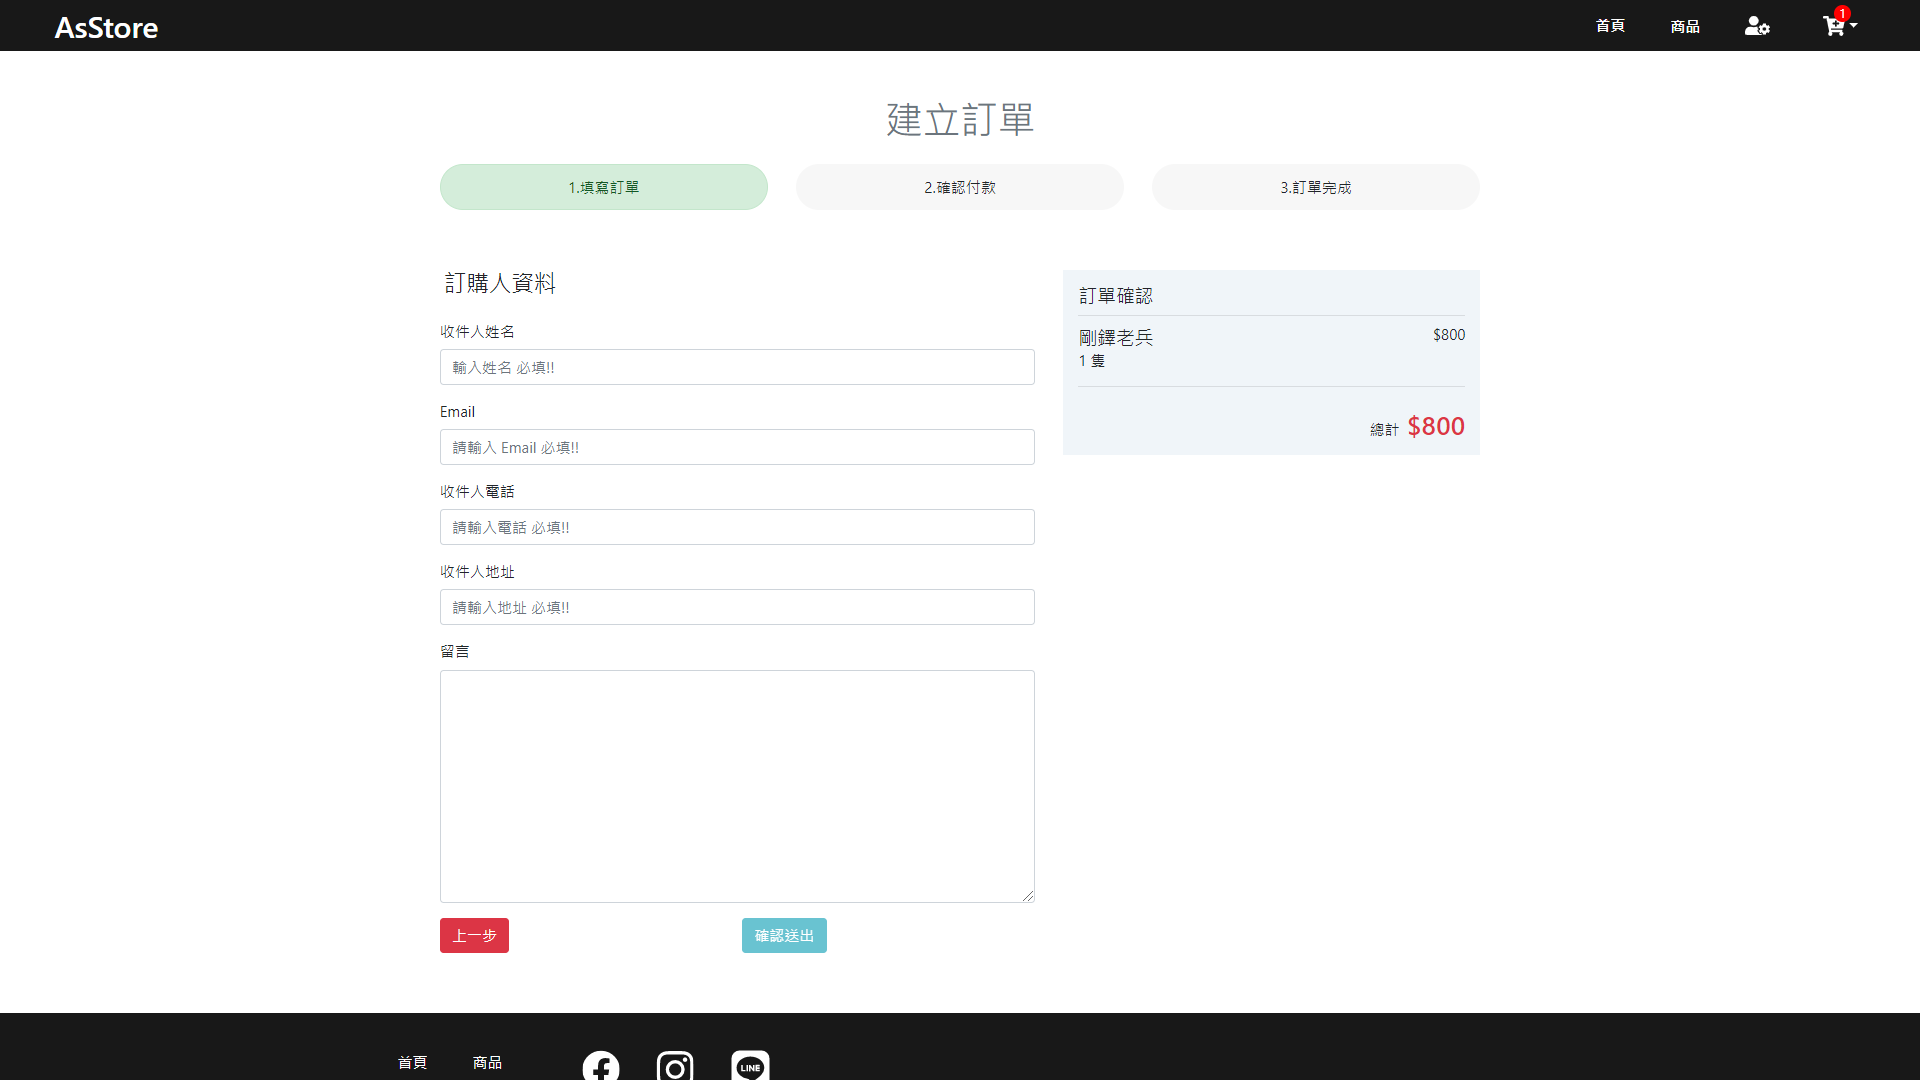 AsStore
首頁
商品
1
建立訂單
1.填寫訂單
2.確認付款
3.訂單完成
訂購人資料
收件人姓名
輸入姓名 必填!!
Email
請輸入 Email 必填!!
收件人電話
請輸入電話 必填!!
收件人地址
請輸入地址 必填!!
留言
上一步
確認送出
訂單確認
剛鐸老兵
$800
1 隻
總計 $800
首頁
商品
LINE